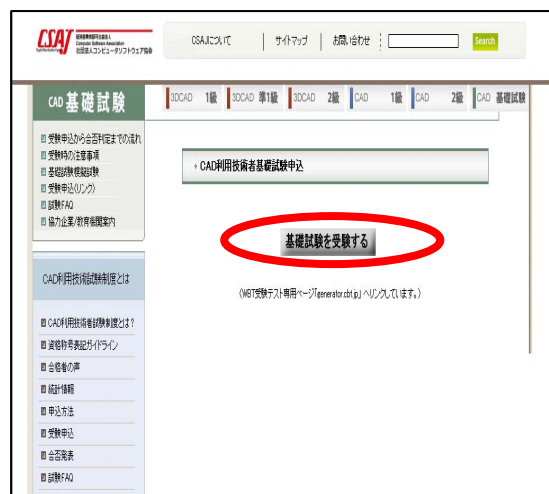 CSAJ 経済産業省認可法人
Computer Software Association
社団法人コンピュータソフトウェア協会
CSAJについて | サイトマップ | お問い合わせ
Search
CAD 基礎試験
3DCAD 1級 3DCAD 準1級 3DCAD 2級 CAD 1級 CAD 2級 CAD 基礎試験
受験申込から合否判定までの流れ
受験時の注意事項
基礎試験模擬試験
受験申込(リンク)
試験FAQ
協力企業/教育機関案内
CAD利用技術者基礎試験申込
基礎試験を受験する
(WBT受験テスト専用ページ「generator.cbt.jp」へリンクしています。)
CAD利用技術試験制度とは
CAD利用技術者試験制度とは?
資格称号表記ガイドライン
合格者の声
統計情報
申込方法
受験申込
合否発表
試験FAQ